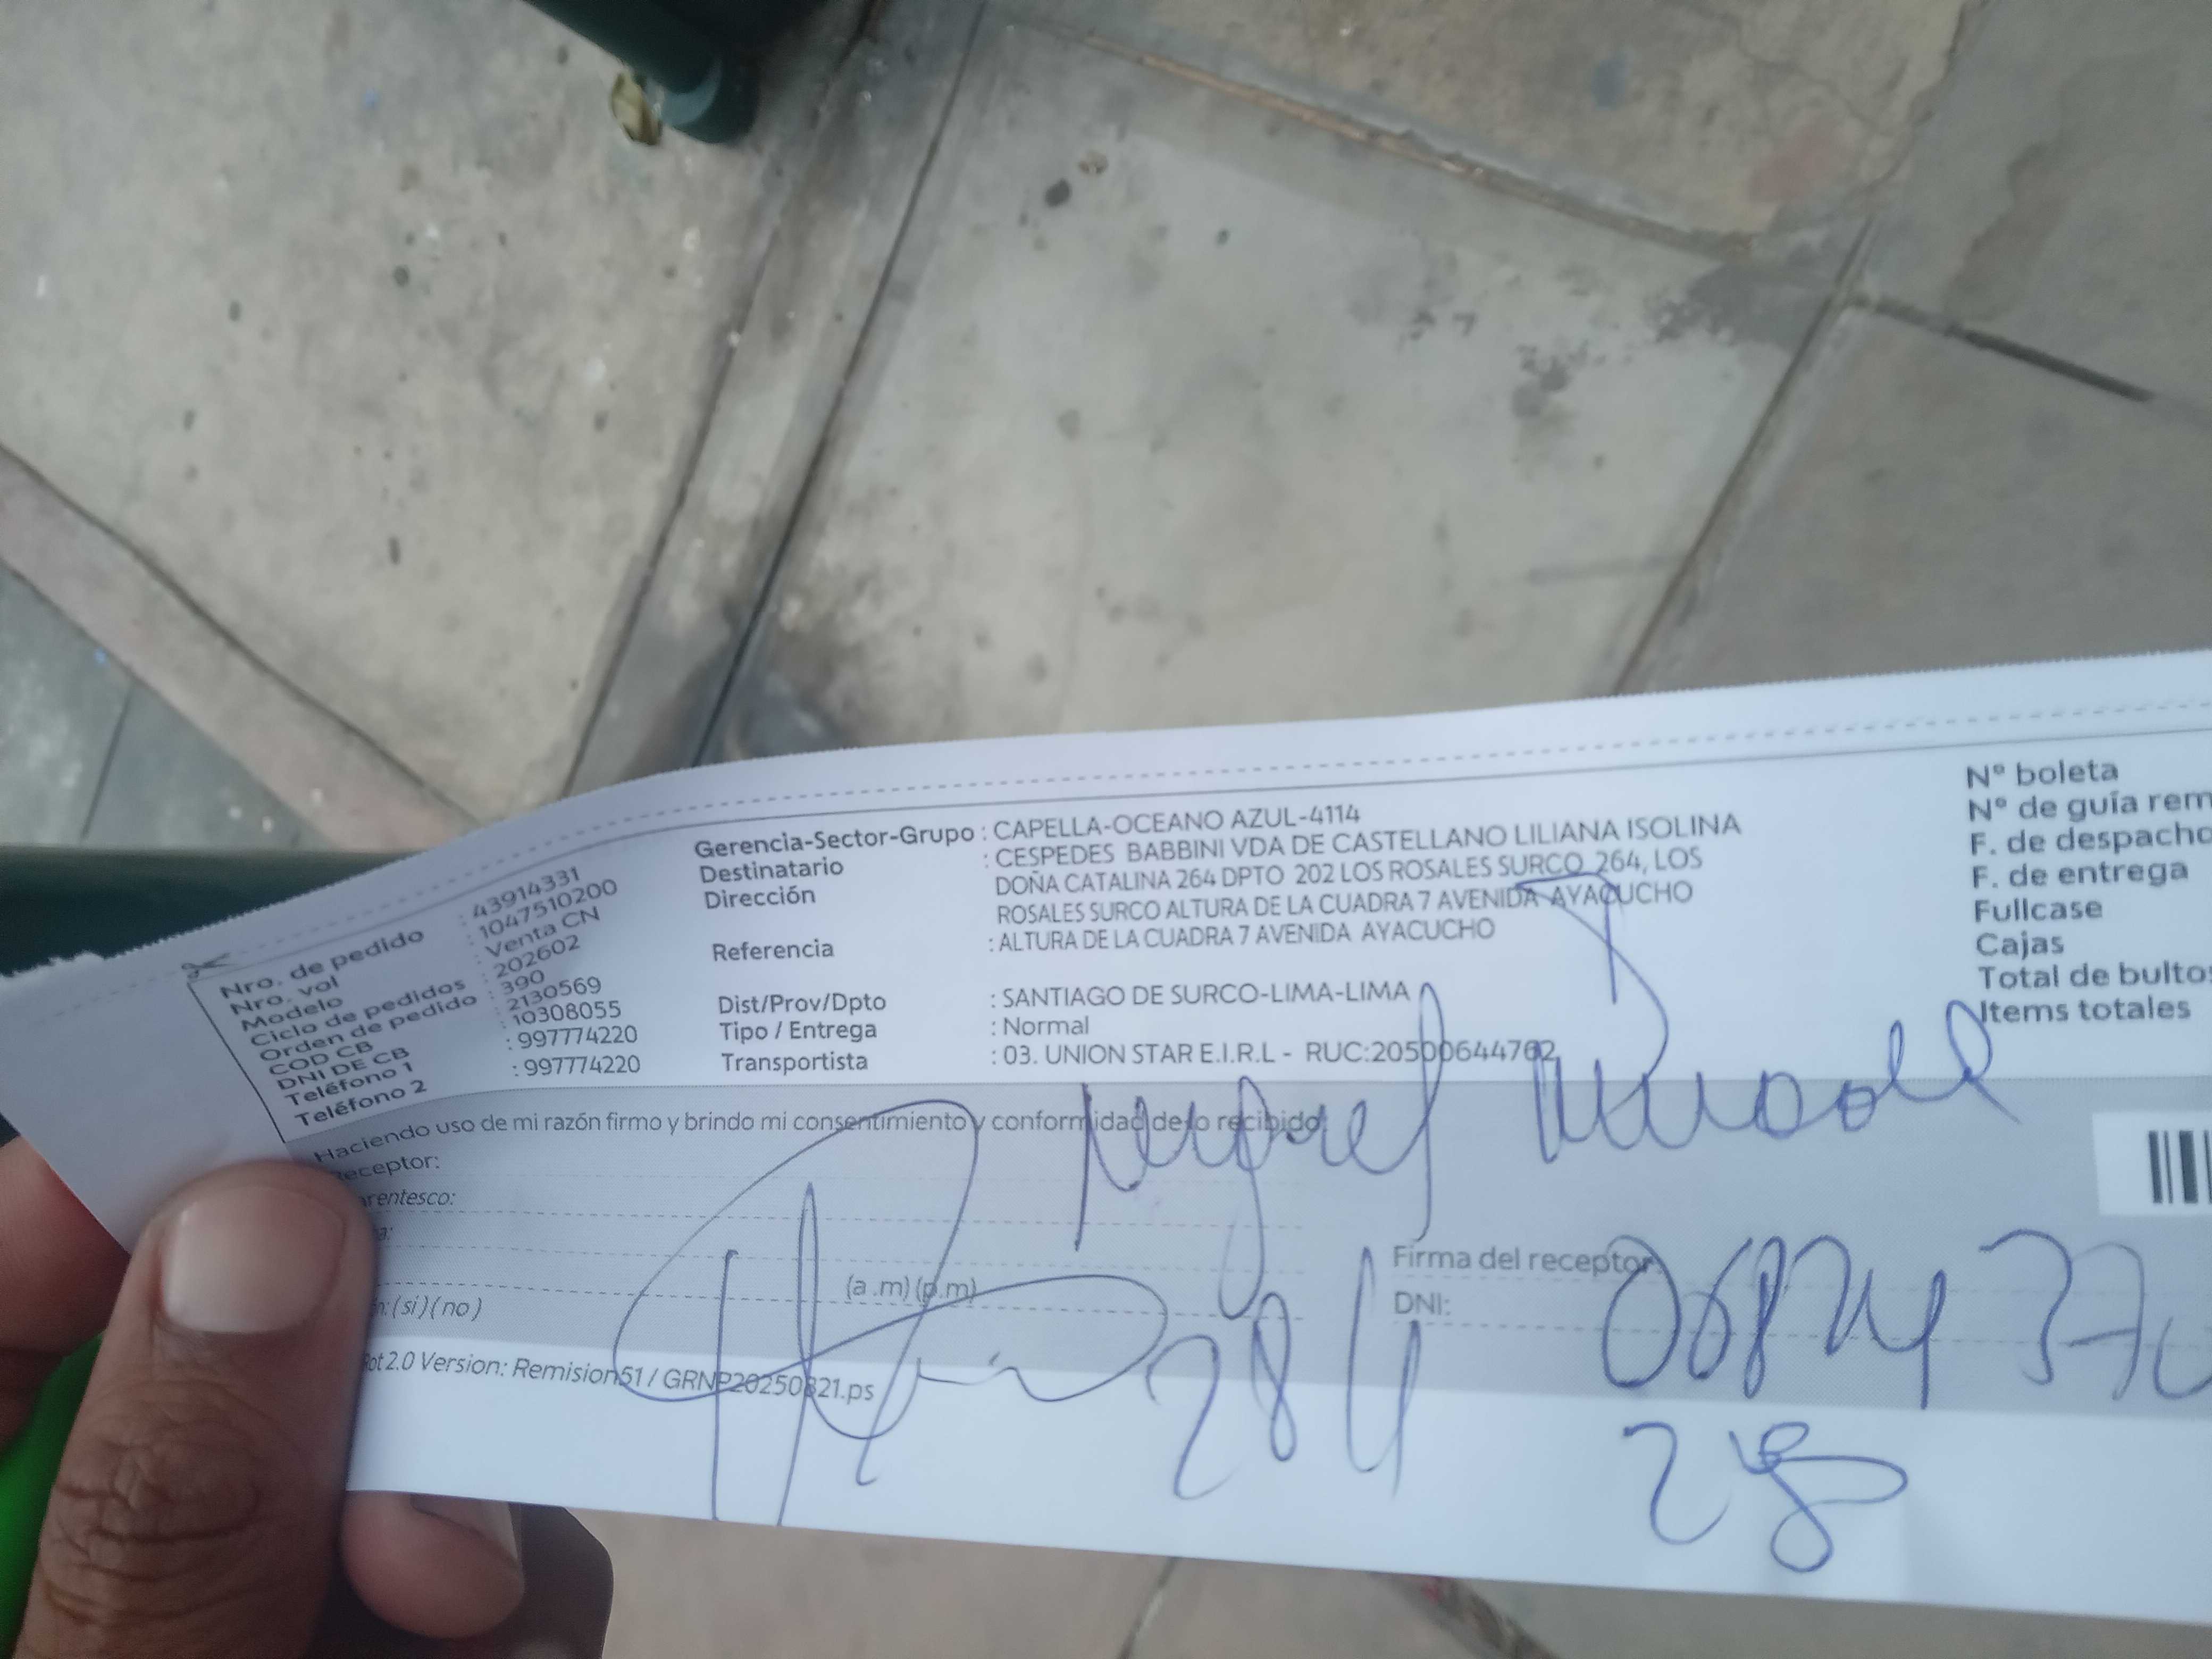 Nro. de pedido : 43914331
Nro. vol : 1047510200
Modelo : Venta CN
Ciclo de pedidos : 202602
Orden de pedido : 390
COD CB : 2130569
DNI DE CB : 10308055
Teléfono 1 : 997774220
Teléfono 2 : 997774220
Gerencia-Sector-Grupo : CAPELLA-OCEANO AZUL-4114
Destinatario : CESPEDES BABBINI VDA DE CASTELLANO LILIANA ISOLINA
Dirección DOÑA CATALINA 264 DPTO 202 LOS ROSALES SURCO 264, LOS
ROSALES SURCO ALTURA DE LA CUADRA 7 AVENIDA AYACUCHO
Referencia : ALTURA DE LA CUADRA 7 AVENIDA AYACUCHO
Dist/Prov/Dpto : SANTIAGO DE SURCO-LIMA-LIMA
Tipo / Entrega : Normal
Transportista : 03. UNION STAR E.I.R.L - RUC:20500644762
Nº boleta
Nº de guía rem
F. de despacho
F. de entrega
Fullcase
Cajas
Total de bultos
Items totales
Haciendo uso de mi razón firmo y brindo mi consentimiento y conformidad de lo recibido:
Receptor:
arentesco:
a:
(a .m) (p.m)
n: ( si ) ( no )
Firma del receptor
DNI:
284
28
Rot 2.0 Version: Remision51 / GRNP20250821.ps